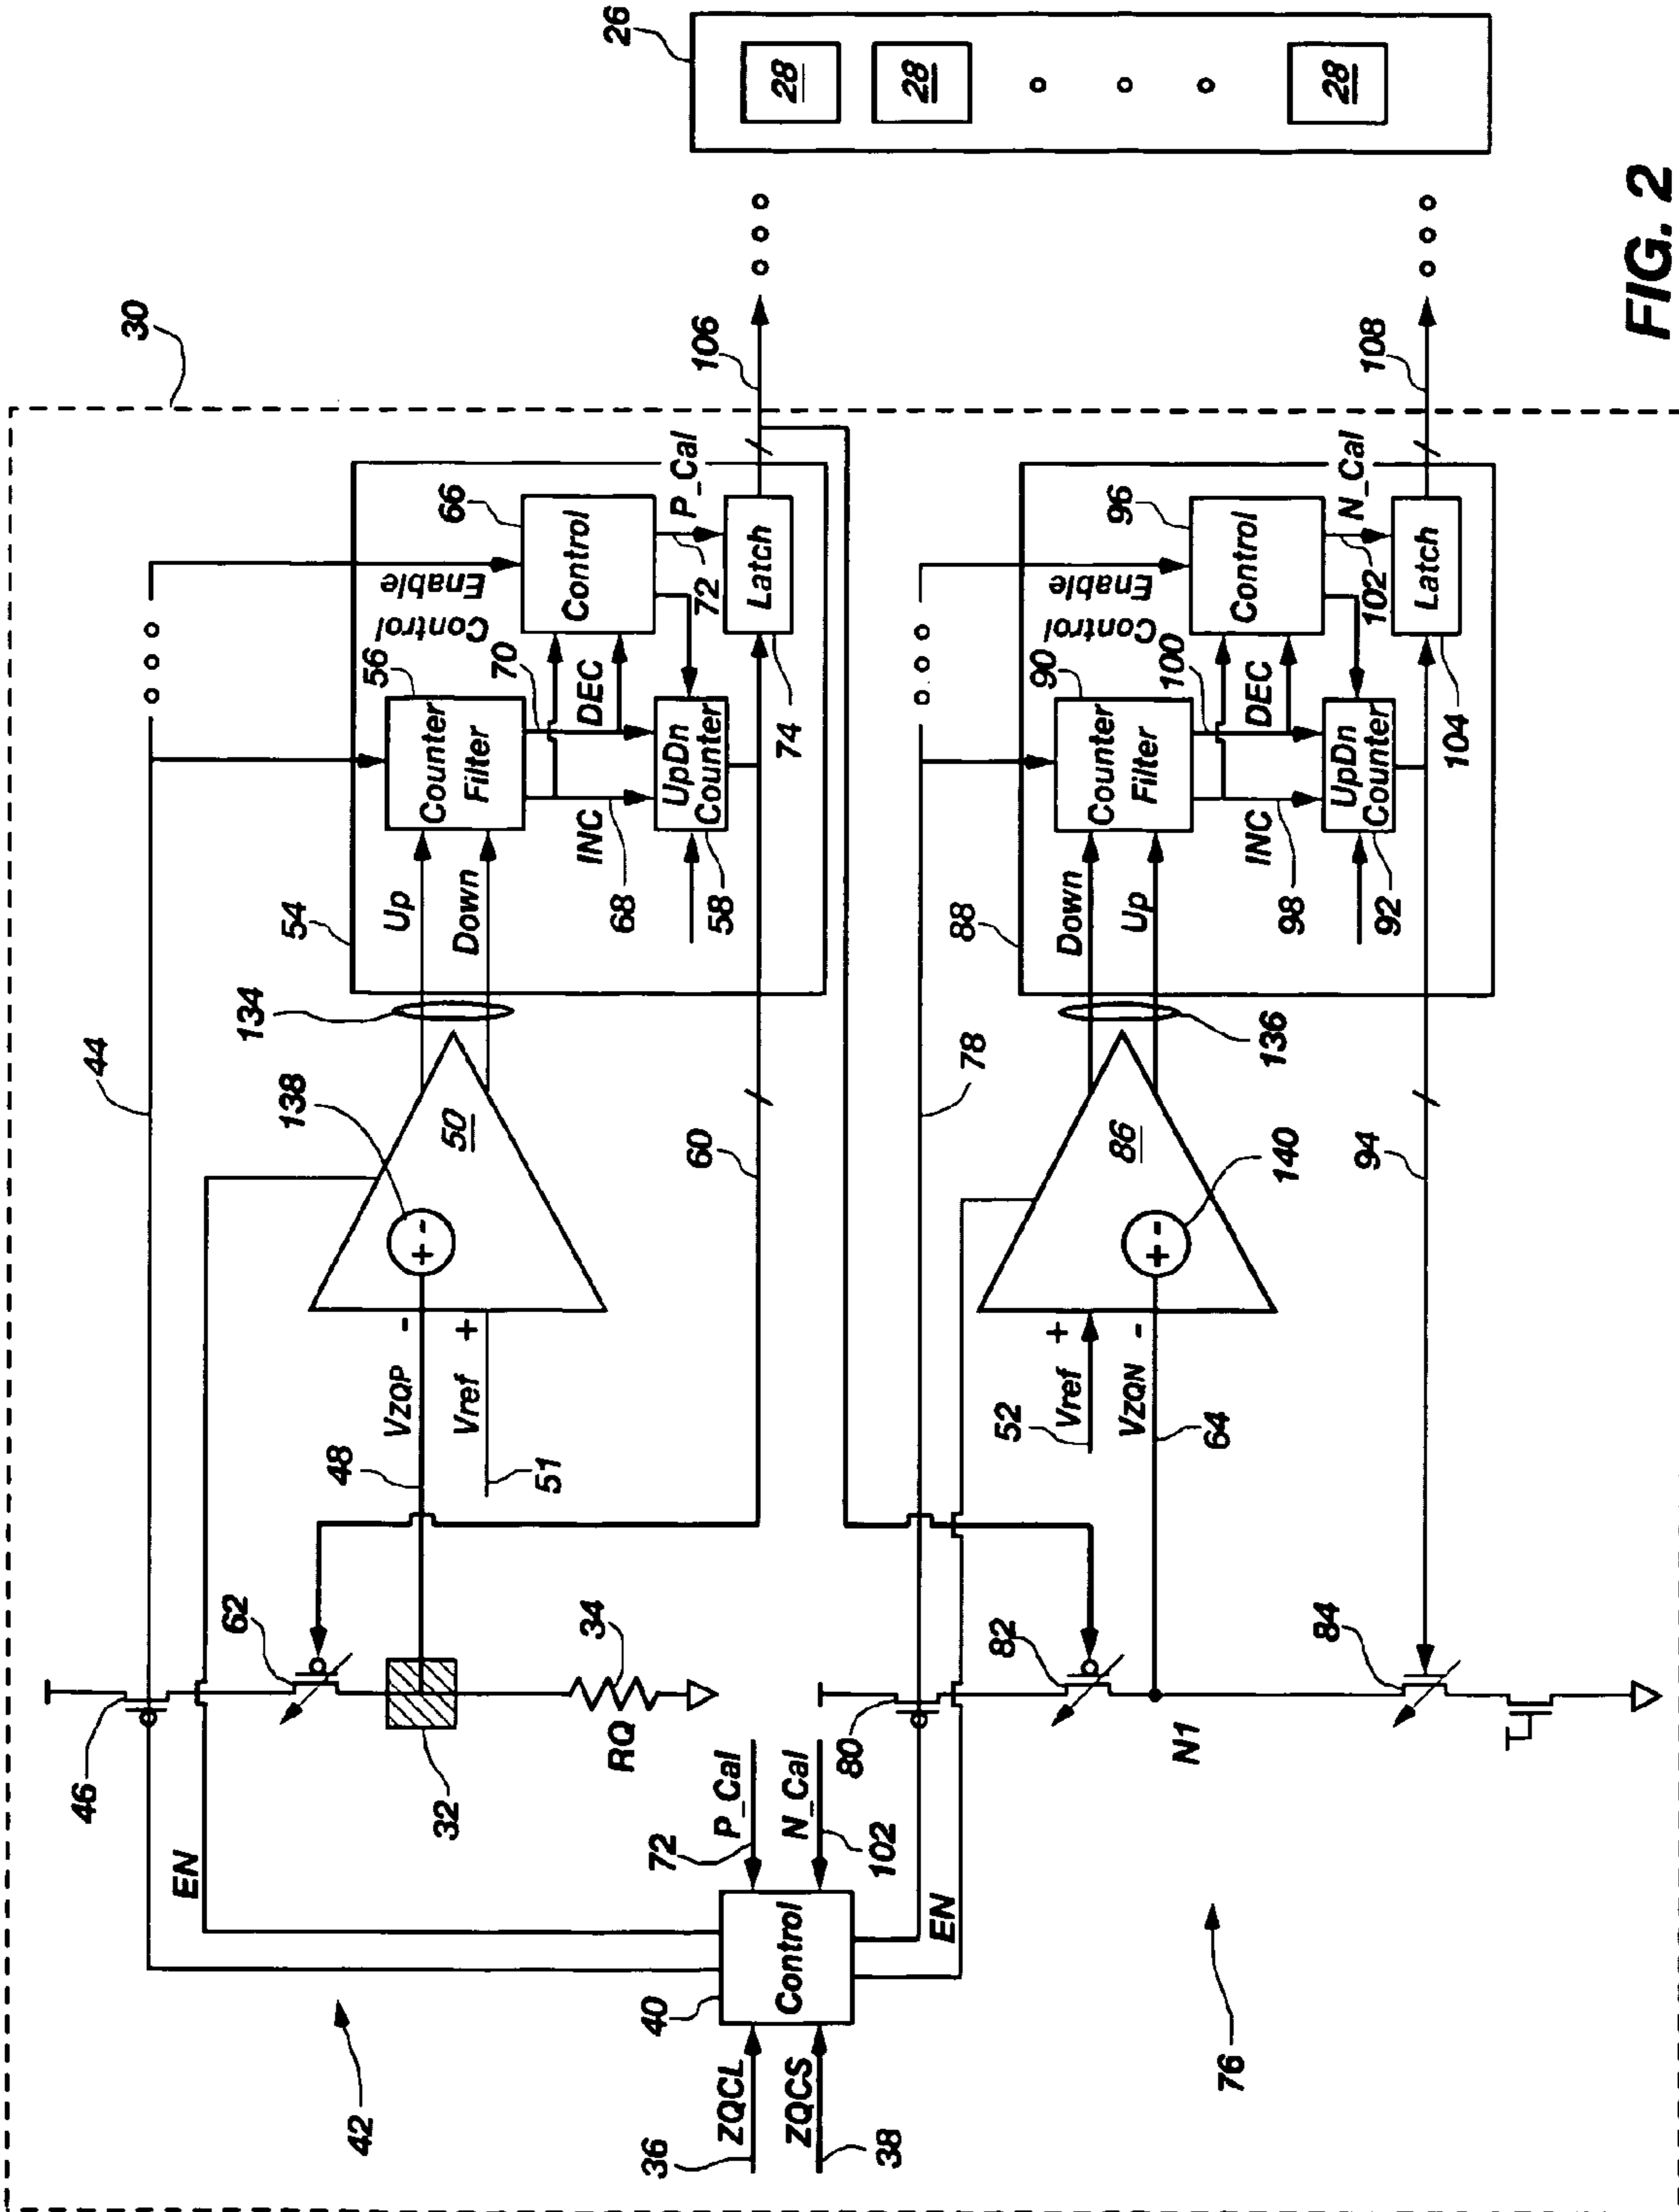 26
28
28
28
30
44
46
62
EN
42
48
VZQP
-
Vref
+
51
138
+ -
50
134
54
Up
Down
56
Counter
Filter
Control
Enable
66
Control
70
INC
DEC
68
UpDn
Counter
58
72
P_Cal
Latch
74
106
32
34
RQ
60
36
ZQCL
ZQCS
38
40
Control
72
P_Cal
N_Cal
102
EN
80
78
82
52
Vref
+
VZQN
-
64
86
+ -
140
136
88
Down
Up
90
Counter
Filter
Control
Enable
96
Control
100
INC
DEC
98
UpDn
Counter
92
102
N_Cal
Latch
104
108
N1
84
94
76
FIG. 2